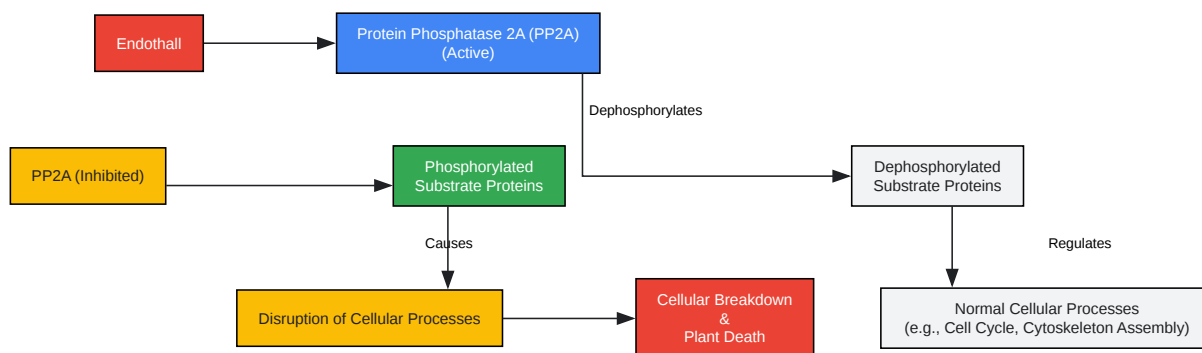 Endothall
Protein Phosphatase 2A (PP2A)
(Active)
Dephosphorylates
PP2A (Inhibited)
Phosphorylated
Substrate Proteins
Dephosphorylated
Substrate Proteins
Causes
Regulates
Disruption of Cellular Processes
Cellular Breakdown
&
Plant Death
Normal Cellular Processes
(e.g., Cell Cycle, Cytoskeleton Assembly)